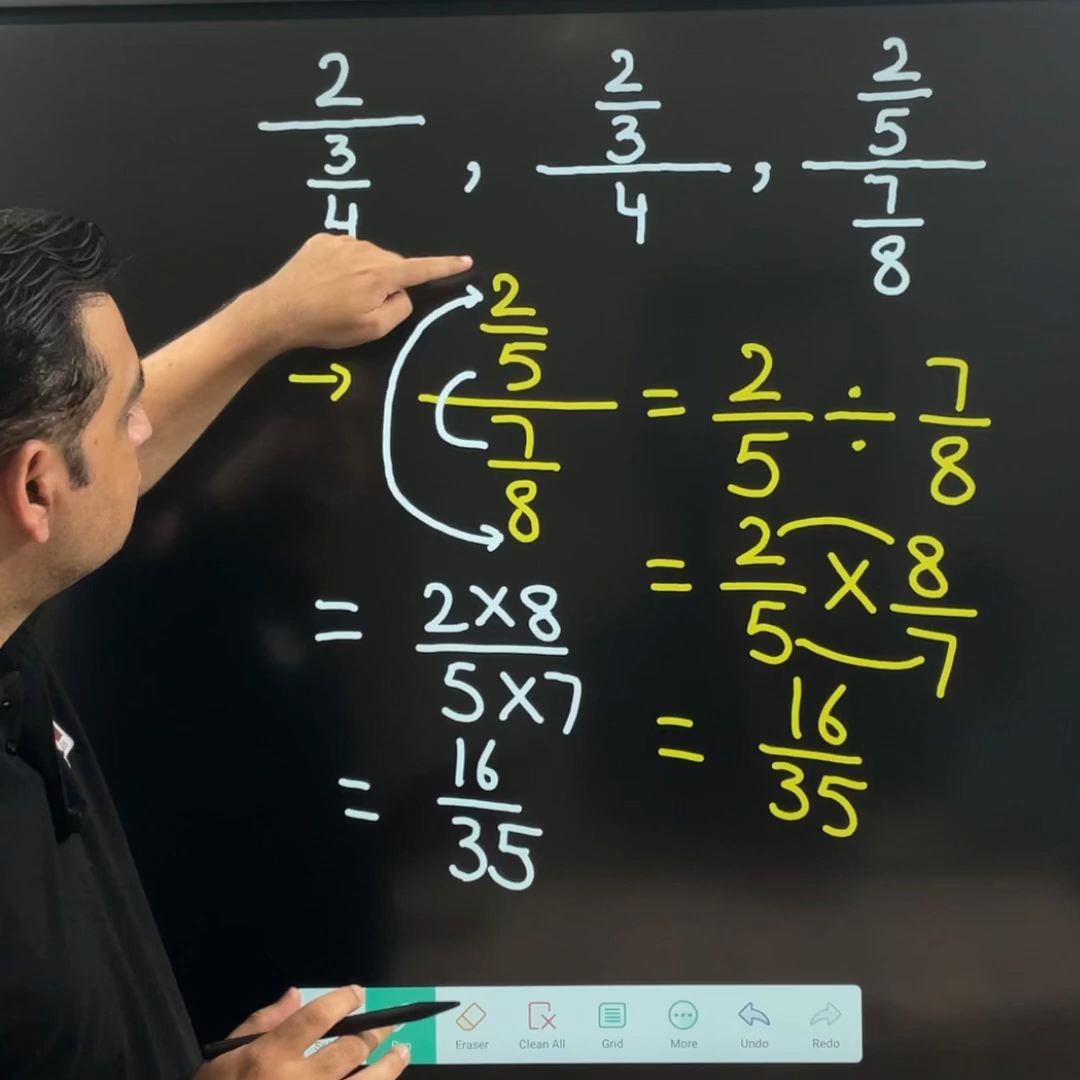 2/(3/4) , (2/3)/4 , (2/5)/(7/8)
→ (2/5)/(7/8) = 2/5 ÷ 7/8
= 2/5 × 8/7
= 16/35
= (2×8)/(5×7)
= 16/35
Eraser Clean All Grid More Undo Redo